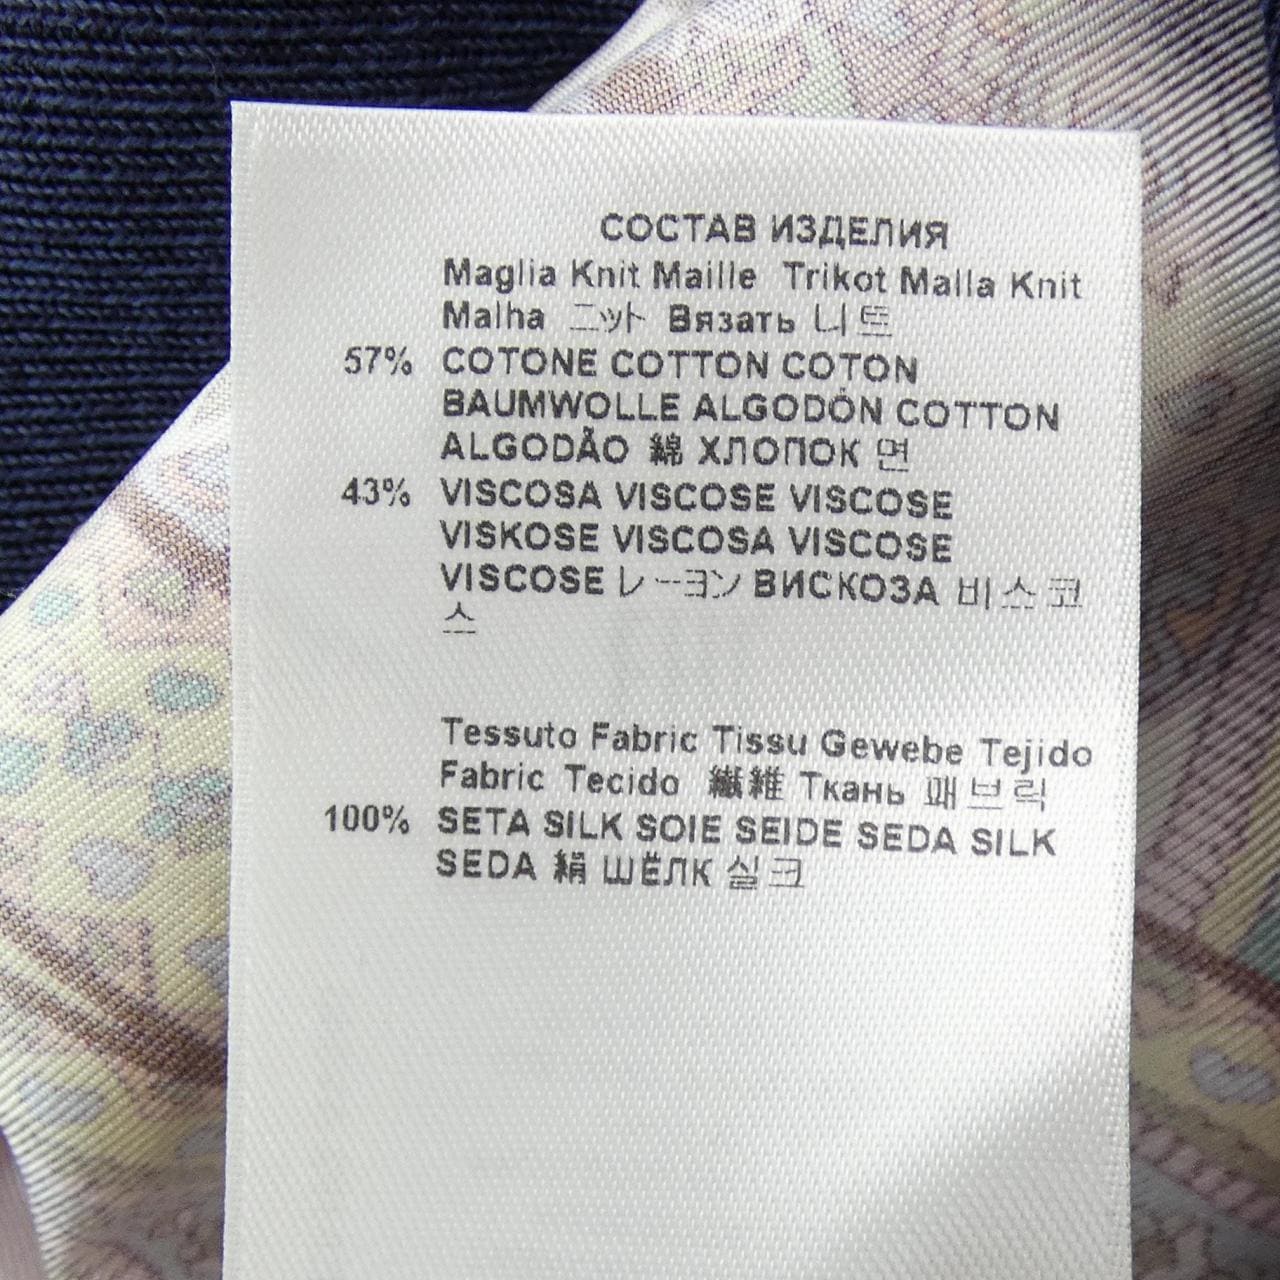 СОСТАВ ИЗДЕЛИЯ
Maglia Knit Maille Trikot Malla Knit
Malha ニット Вязать 니트
57% COTONE COTTON COTON
BAUMWOLLE ALGODÓN COTTON
ALGODÃO 綿 ХЛОПОК 면
43% VISCOSA VISCOSE VISCOSE
VISKOSE VISCOSA VISCOSE
VISCOSE レーヨン ВИСКОЗА 비스코
스
Tessuto Fabric Tissu Gewebe Tejido
Fabric Tecido 繊維 Ткань 패브릭
100% SETA SILK SOIE SEIDE SEDA SILK
SEDA 絹 ШЁЛК 실크